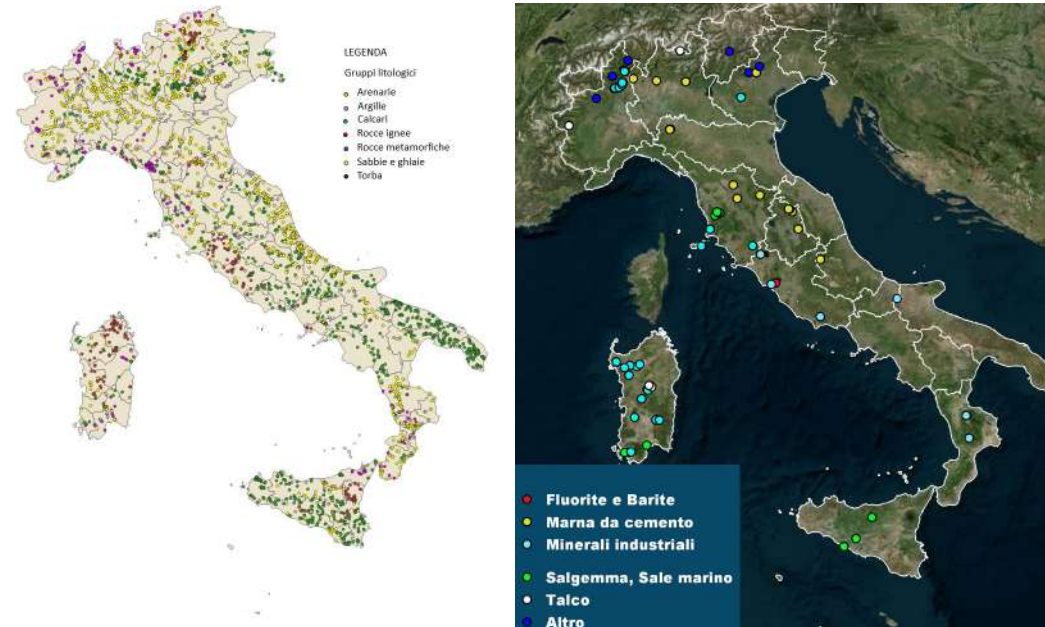 LEGENDA
Gruppi litologici
Arenarie
Argille
Calcari
Rocce ignee
Rocce metamorfiche
Sabbie e ghiaie
Torba
Fluorite e Barite
Marna da cemento
Minerali industriali
Salgemma, Sale marino
Talco
Altro